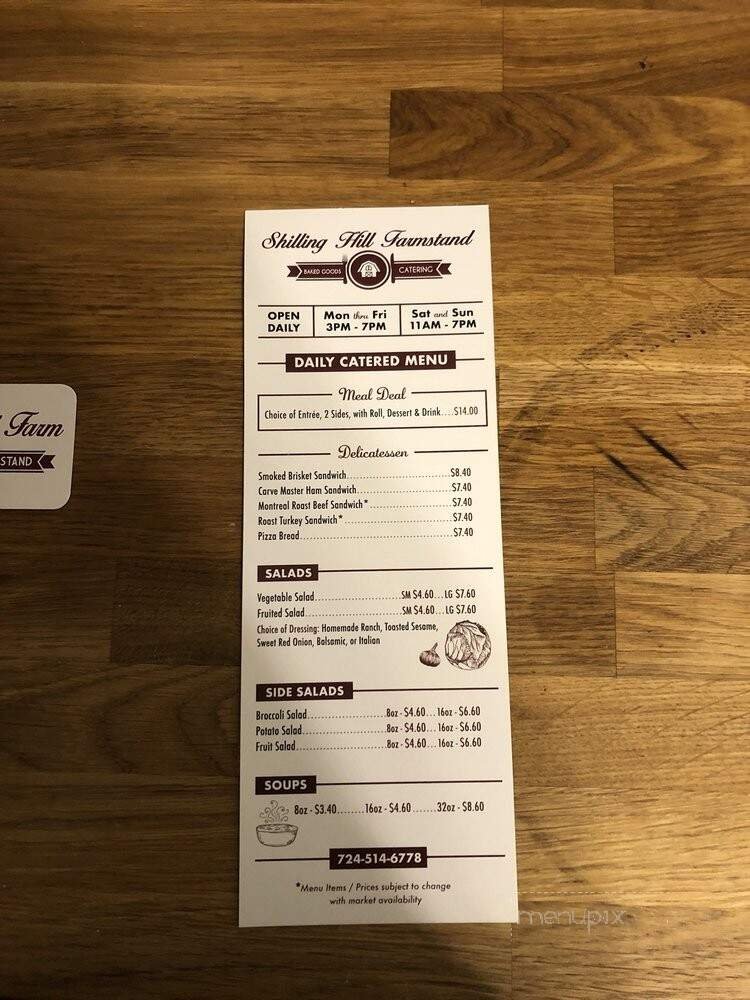 Shilling Hill Farmstand
BAKED GOODS CATERING
OPEN DAILY
Mon thru Fri
3PM - 7PM
Sat and Sun
11AM - 7PM
DAILY CATERED MENU
Meal Deal
Choice of Entrée, 2 Sides, with Roll, Dessert & Drink....$14.00
Delicatessen
Smoked Brisket Sandwich..............................$8.40
Carve Master Ham Sandwich...........................$7.40
Montreal Roast Beef Sandwich*........................$7.40
Roast Turkey Sandwich*...............................$7.40
Pizza Bread...........................................$7.40
SALADS
Vegetable Salad........................SM $4.60...LG $7.60
Fruited Salad...........................SM $4.60...LG $7.60
Choice of Dressing: Homemade Ranch, Toasted Sesame,
Sweet Red Onion, Balsamic, or Italian
SIDE SALADS
Broccoli Salad......................8oz - $4.60...16oz - $6.60
Potato Salad.......................8oz - $4.60...16oz - $6.60
Fruit Salad.........................8oz - $4.60...16oz - $6.60
SOUPS
8oz - $3.40........16oz - $4.60.......32oz - $8.60
724-514-6778
*Menu Items / Prices subject to change
with market availability
Farm
STAND
menupix